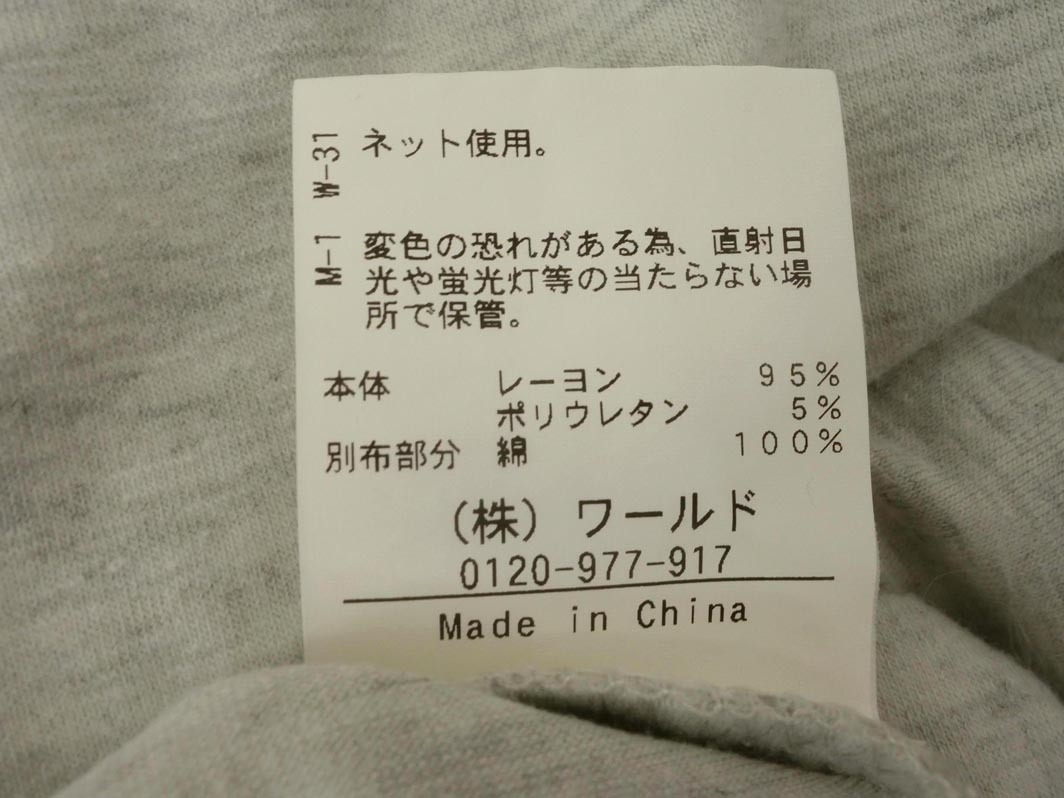 W-31 ネット使用。
M-1 変色の恐れがある為、直射日
光や蛍光灯等の当たらない場
所で保管。
本体 レーヨン 95%
ポリウレタン 5%
別布部分 綿 100%
(株) ワールド
0120-977-917
Made in China